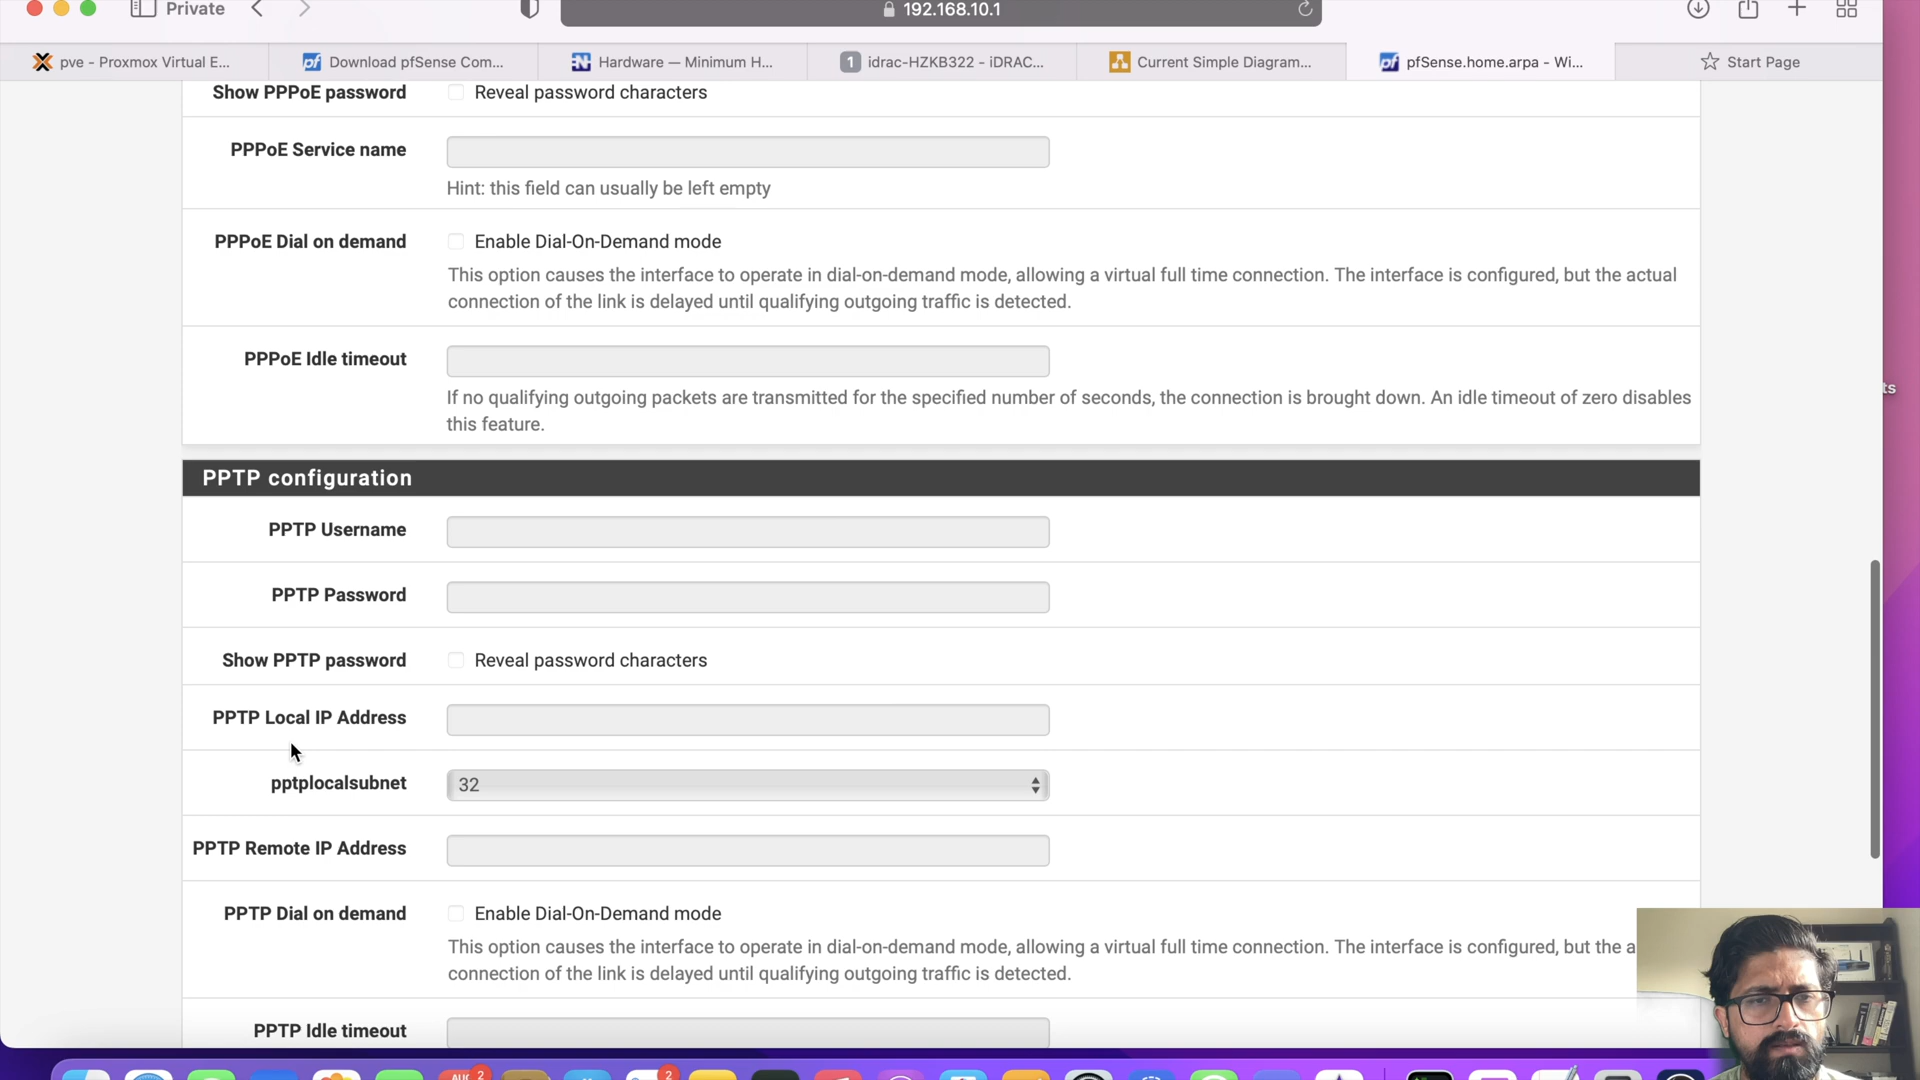 Private
192.168.10.1
pve - Proxmox Virtual E...
Download pfSense Com...
Hardware — Minimum H...
1 idrac-HZKB322 - iDRAC...
Current Simple Diagram...
pfSense.home.arpa - Wi...
Start Page
Show PPPoE password
Reveal password characters
PPPoE Service name
Hint: this field can usually be left empty
PPPoE Dial on demand
Enable Dial-On-Demand mode
This option causes the interface to operate in dial-on-demand mode, allowing a virtual full time connection. The interface is configured, but the actual
connection of the link is delayed until qualifying outgoing traffic is detected.
PPPoE Idle timeout
If no qualifying outgoing packets are transmitted for the specified number of seconds, the connection is brought down. An idle timeout of zero disables
this feature.
ts
PPTP configuration
PPTP Username
PPTP Password
Show PPTP password
Reveal password characters
PPTP Local IP Address
pptplocalsubnet
32
PPTP Remote IP Address
PPTP Dial on demand
Enable Dial-On-Demand mode
This option causes the interface to operate in dial-on-demand mode, allowing a virtual full time connection. The interface is configured, but the a
connection of the link is delayed until qualifying outgoing traffic is detected.
PPTP Idle timeout
AUG 2
2